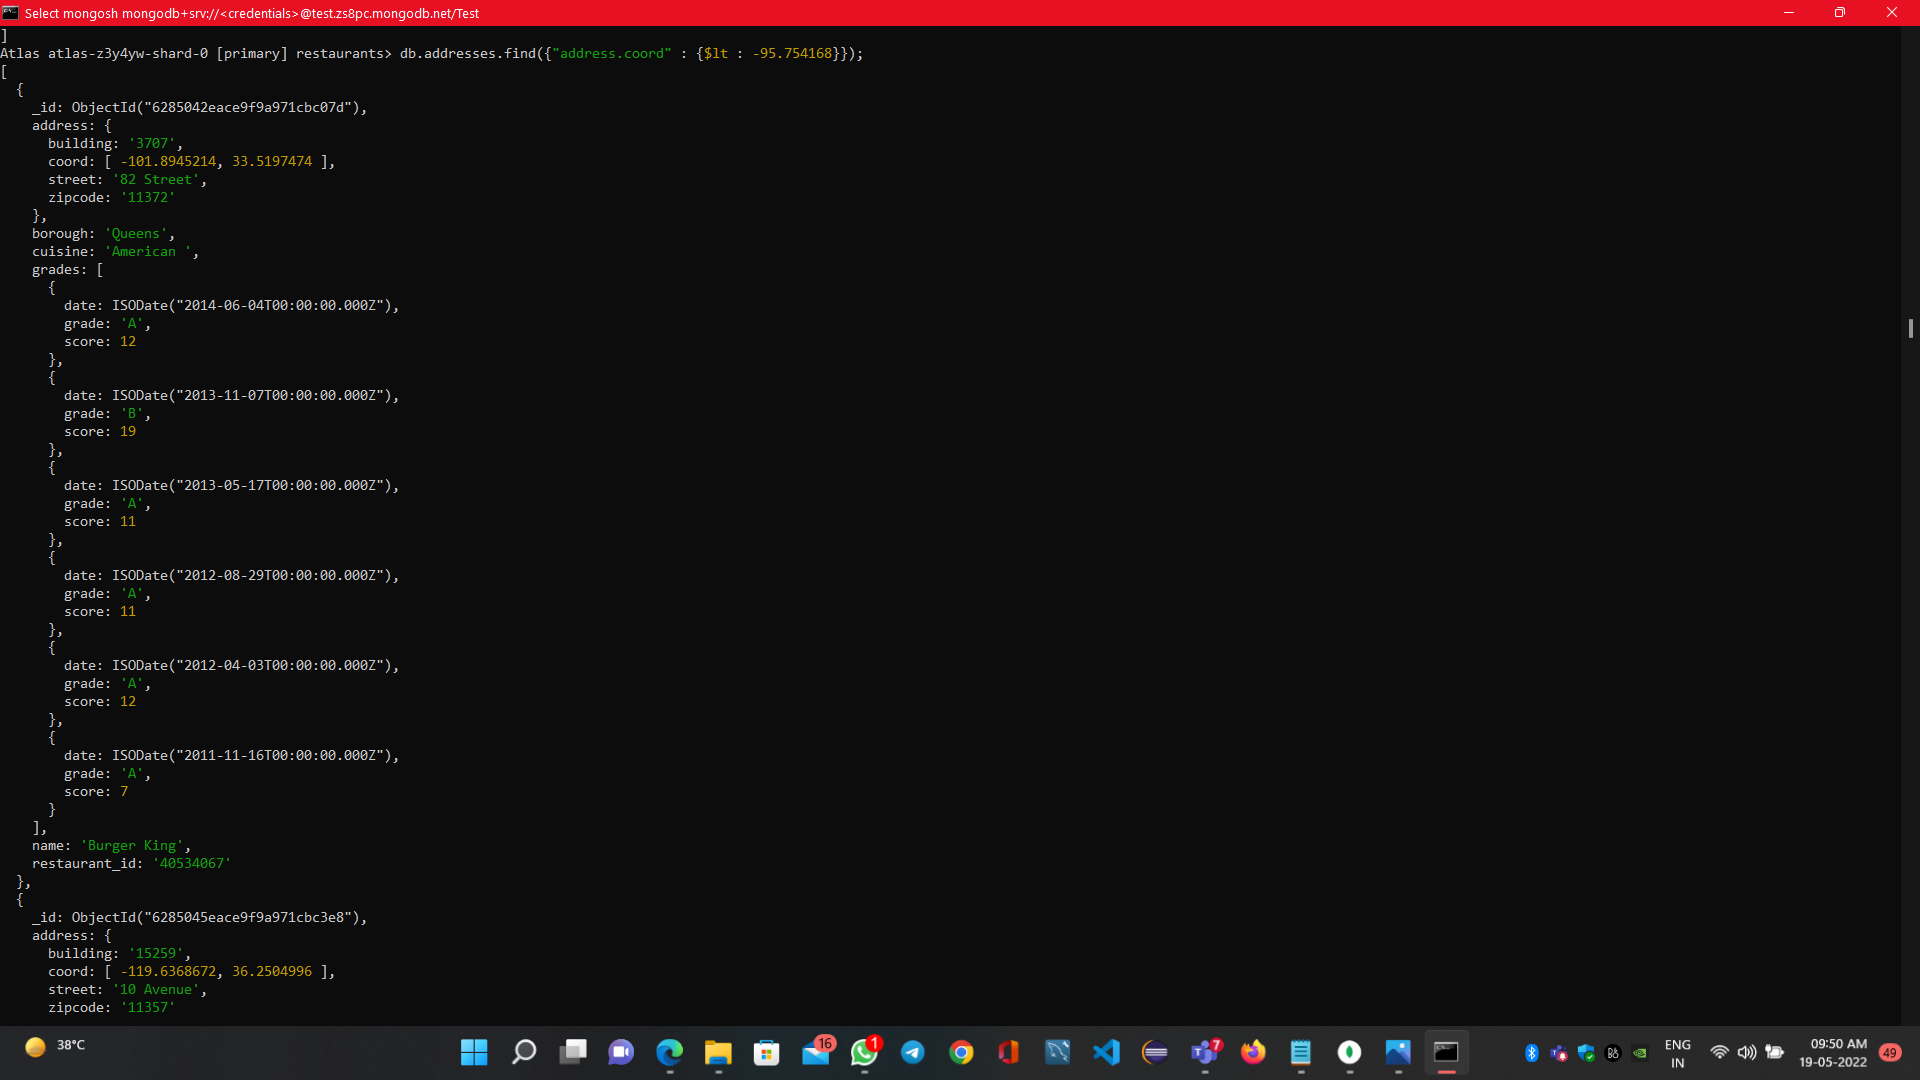 Select mongosh mongodb+srv://<credentials>@test.zs8pc.mongodb.net/Test
]
Atlas atlas-z3y4yw-shard-0 [primary] restaurants> db.addresses.find({"address.coord" : {$lt : -95.754168}});
[
  {
    _id: ObjectId("6285042eace9f9a971cbc07d"),
    address: {
      building: '3707',
      coord: [ -101.8945214, 33.5197474 ],
      street: '82 Street',
      zipcode: '11372'
    },
    borough: 'Queens',
    cuisine: 'American ',
    grades: [
      {
        date: ISODate("2014-06-04T00:00:00.000Z"),
        grade: 'A',
        score: 12
      },
      {
        date: ISODate("2013-11-07T00:00:00.000Z"),
        grade: 'B',
        score: 19
      },
      {
        date: ISODate("2013-05-17T00:00:00.000Z"),
        grade: 'A',
        score: 11
      },
      {
        date: ISODate("2012-08-29T00:00:00.000Z"),
        grade: 'A',
        score: 11
      },
      {
        date: ISODate("2012-04-03T00:00:00.000Z"),
        grade: 'A',
        score: 12
      },
      {
        date: ISODate("2011-11-16T00:00:00.000Z"),
        grade: 'A',
        score: 7
      }
    ],
    name: 'Burger King',
    restaurant_id: '40534067'
  },
  {
    _id: ObjectId("6285045eace9f9a971cbc3e8"),
    address: {
      building: '15259',
      coord: [ -119.6368672, 36.2504996 ],
      street: '10 Avenue',
      zipcode: '11357'
38°C
16
1
7
ENG
IN
09:50 AM
19-05-2022
49